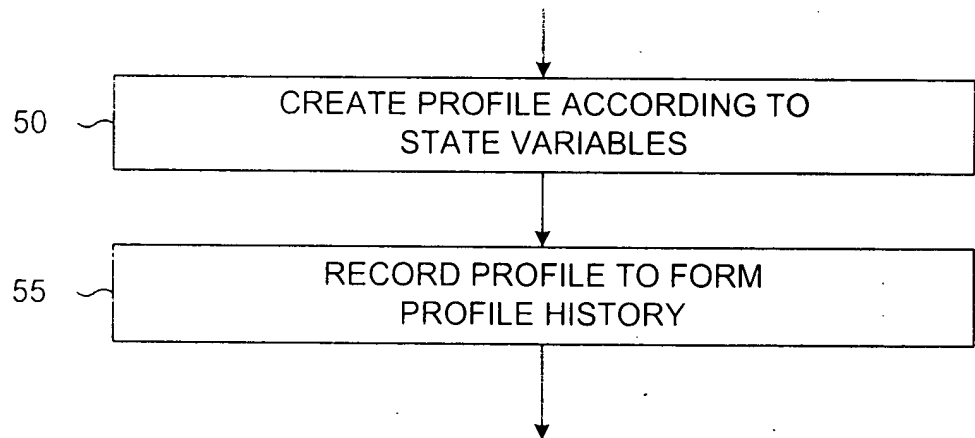 50
CREATE PROFILE ACCORDING TO
STATE VARIABLES
55
RECORD PROFILE TO FORM
PROFILE HISTORY